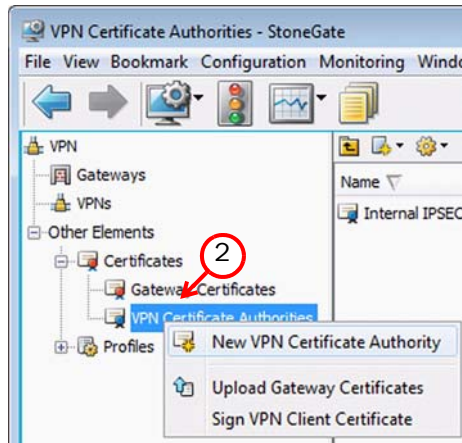 VPN Certificate Authorities - StoneGate
File View Bookmark Configuration Monitoring
VPN
Gateways
VPNs
Other Elements
Certificates
2
Gateway Certificates
VPN Certificate Authorities
Profiles
Name
Internal IPSEC
New VPN Certificate Authority
Upload Gateway Certificates
Sign VPN Client Certificate